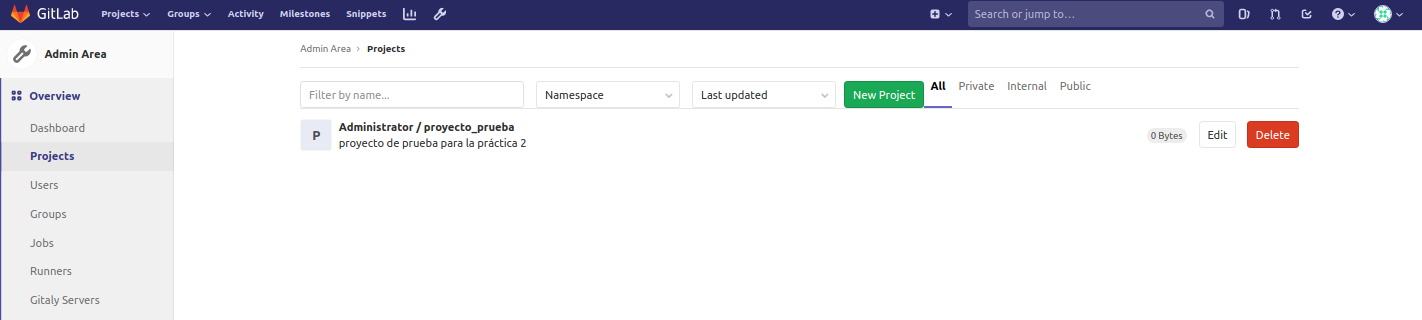 GitLab Projects Groups Activity Milestones Snippets Search or jump to...
Admin Area
Overview
Dashboard
Projects
Users
Groups
Jobs
Runners
Gitaly Servers
Admin Area › Projects
Filter by name... Namespace Last updated New Project All Private Internal Public
P
Administrator / proyecto_prueba
proyecto de prueba para la práctica 2
0 Bytes Edit Delete